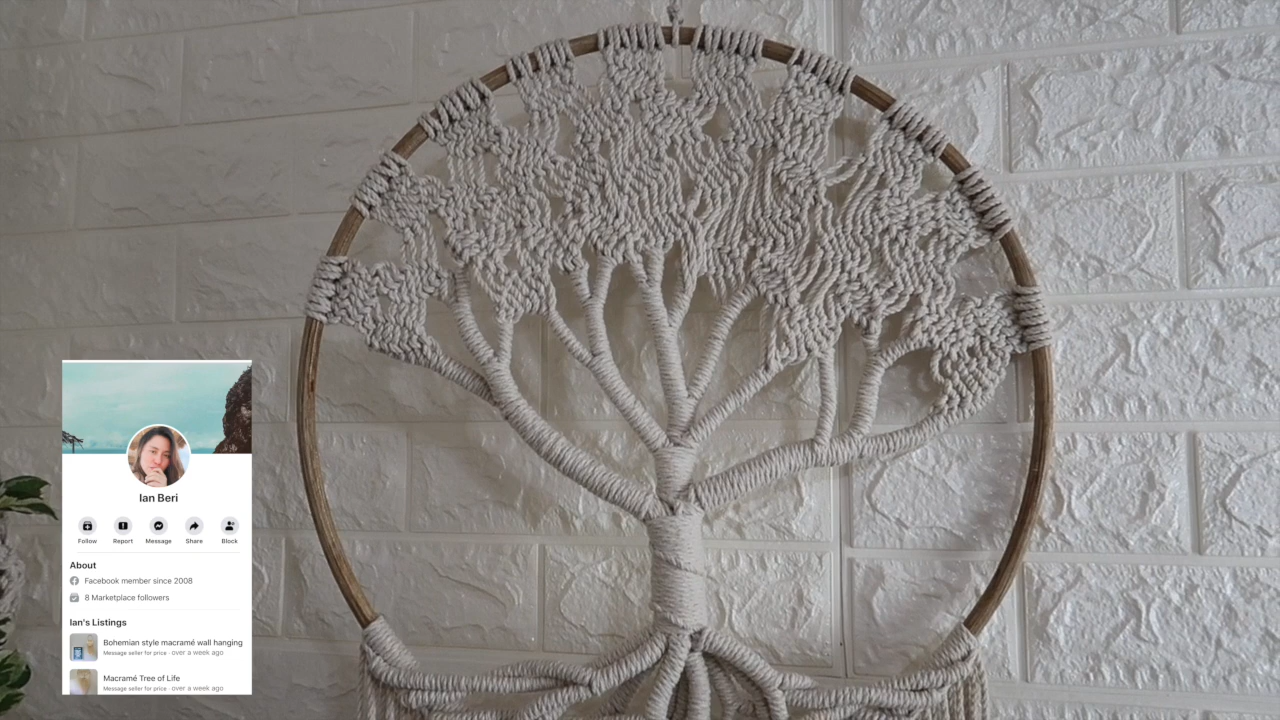 Ian Beri
Follow Report Message Share Block
About
Facebook member since 2008
8 Marketplace followers
Ian's Listings
Bohemian style macramé wall hanging
Message seller for price · over a week ago
Macramé Tree of Life
Message seller for price · over a week ago